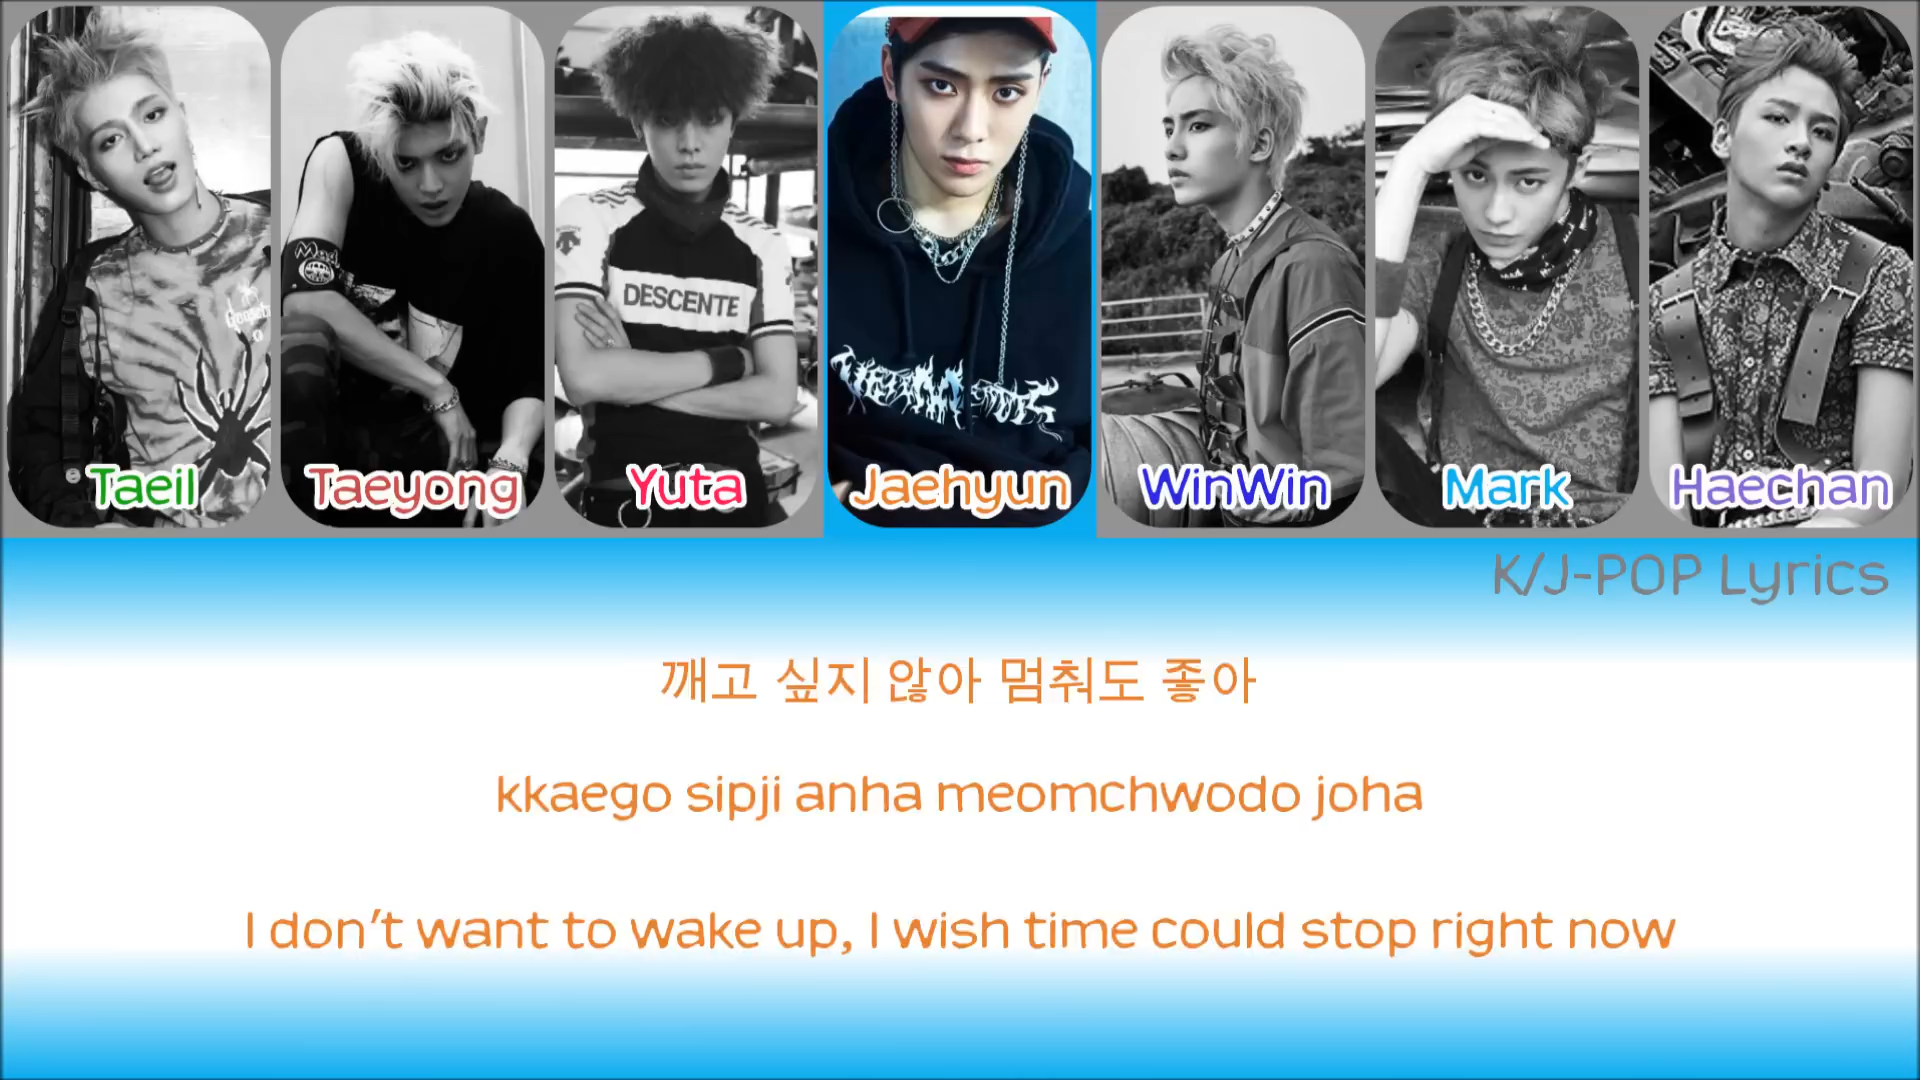 DESCENTE
Taeil
Taeyong
Yuta
Jaehyun
WinWin
Mark
Haechan
K/J-POP Lyrics
깨고 싶지 않아 멈춰도 좋아
kkaego sipji anha meomchwodo joha
I don't want to wake up, I wish time could stop right now